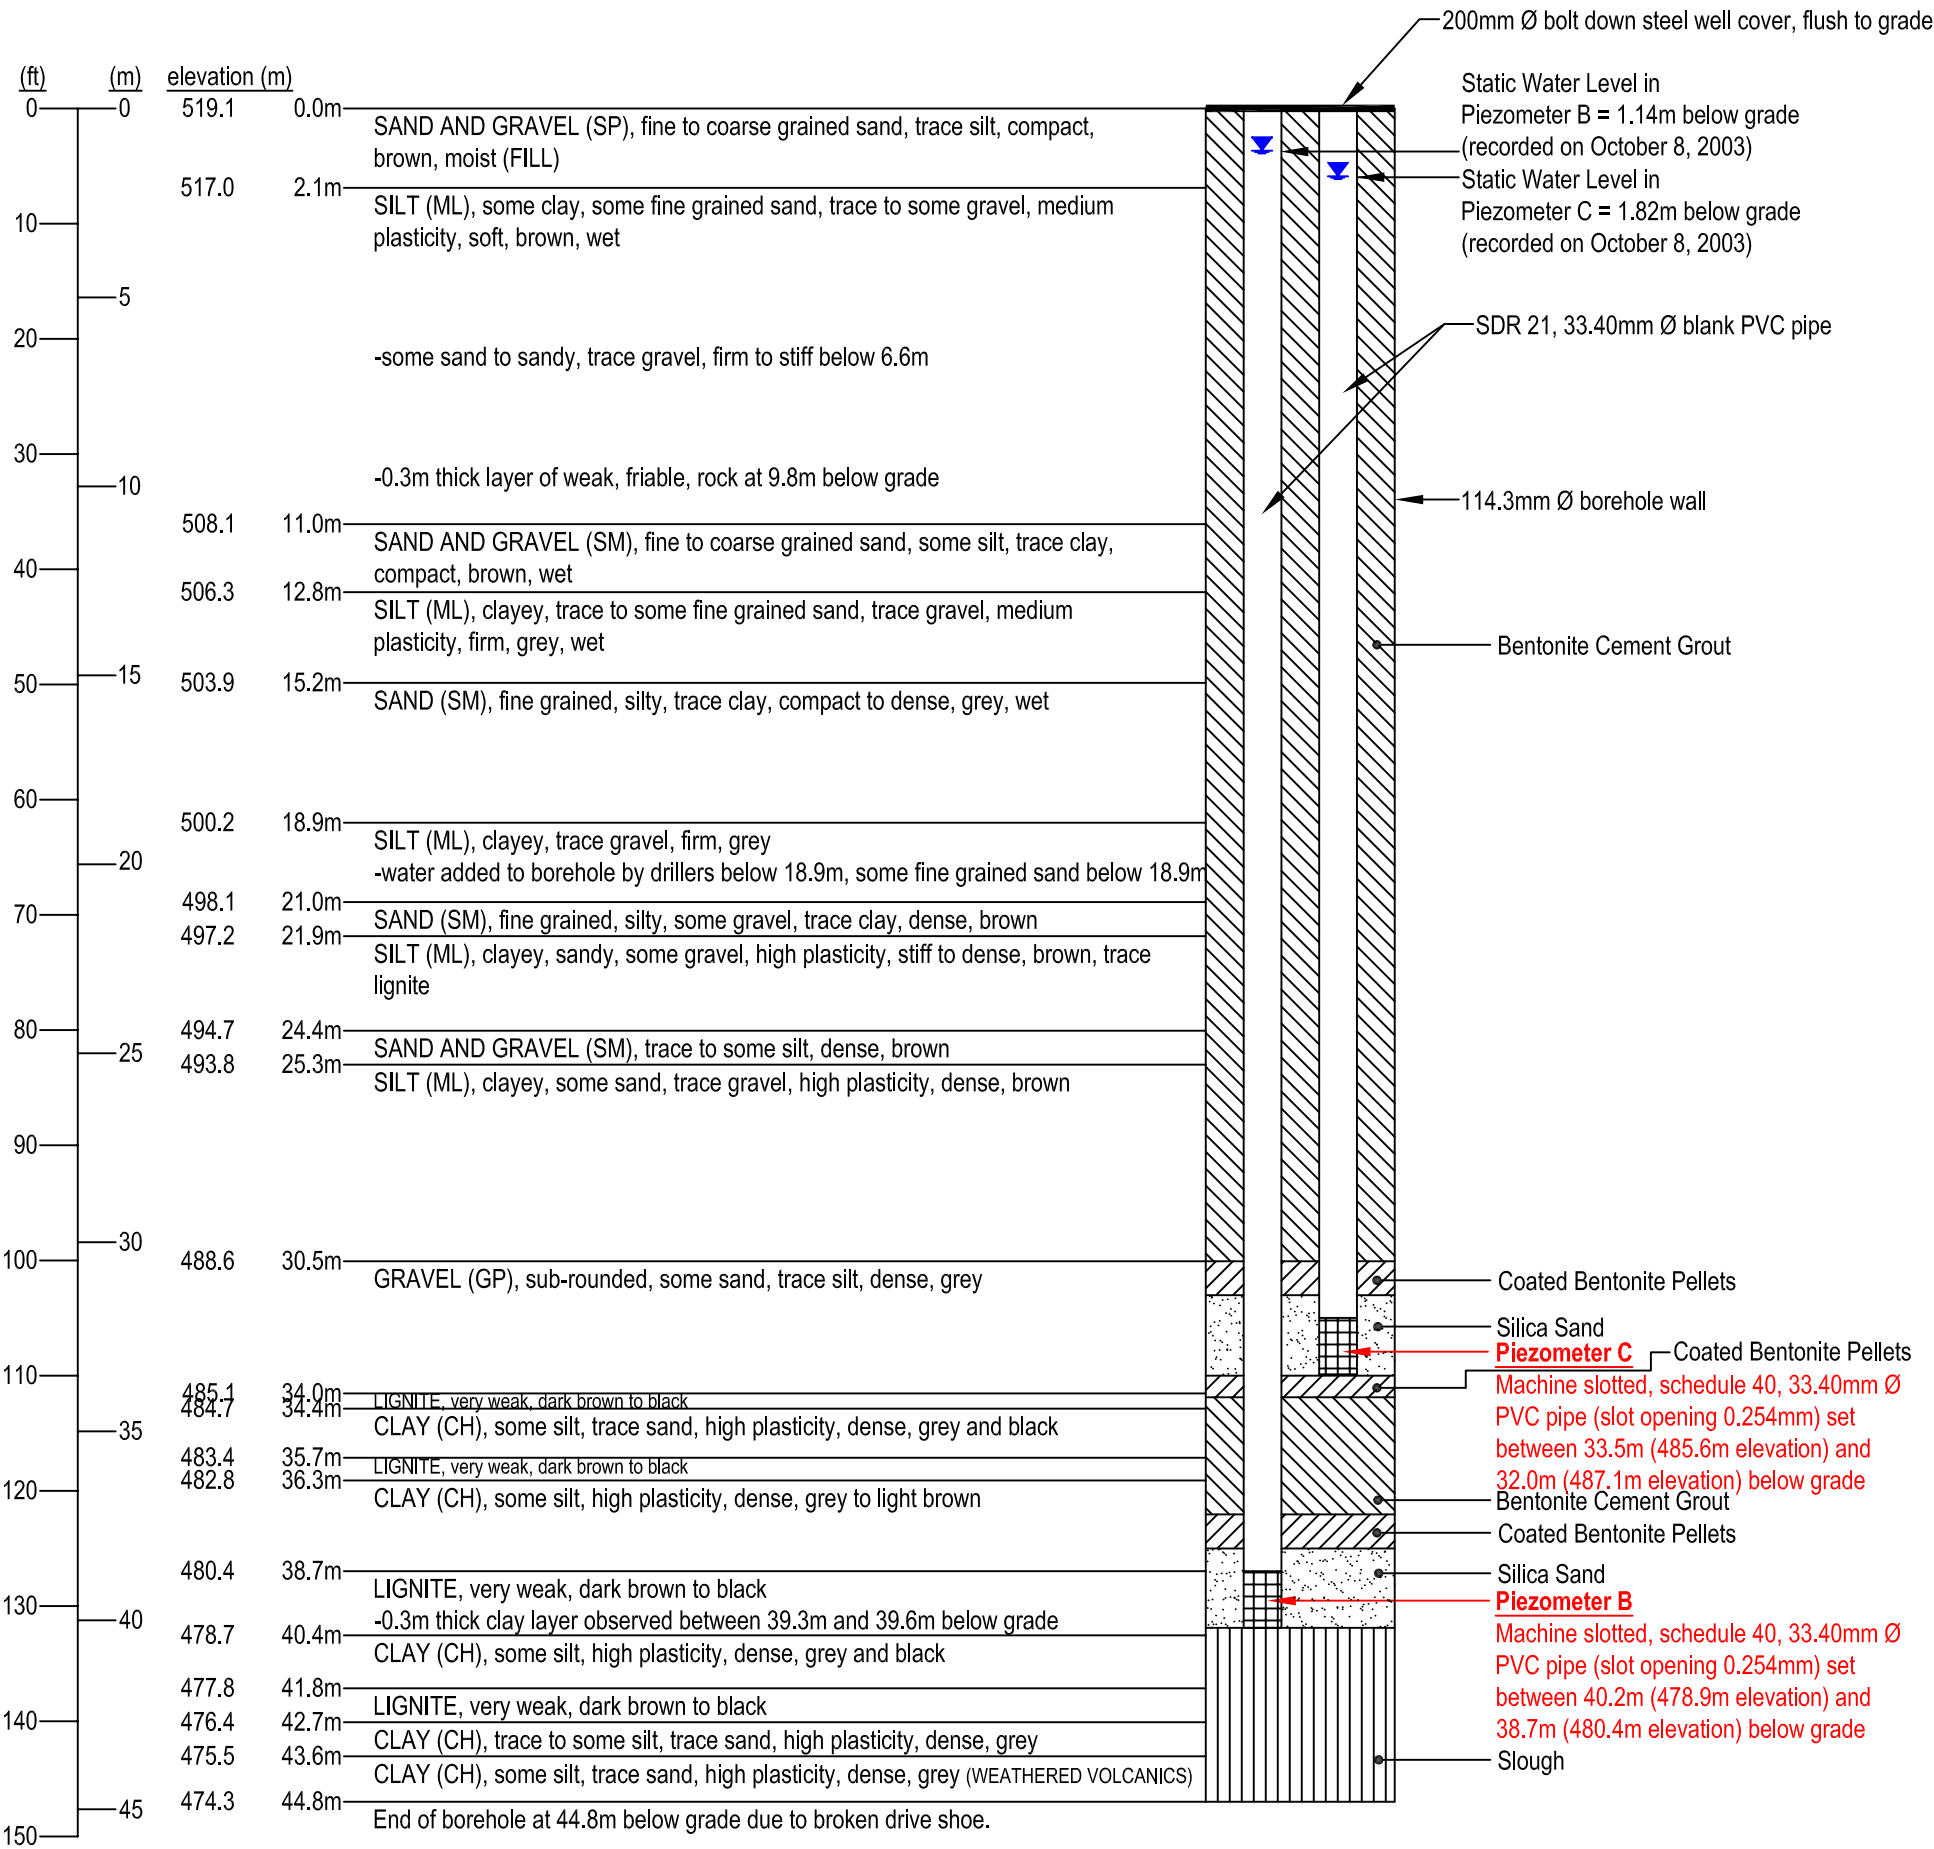 200mm Ø bolt down steel well cover, flush to grade
(ft) (m) elevation (m)
Static Water Level in
Piezometer B = 1.14m below grade
(recorded on October 8, 2003)
Static Water Level in
Piezometer C = 1.82m below grade
(recorded on October 8, 2003)
0 0 519.1 0.0m
SAND AND GRAVEL (SP), fine to coarse grained sand, trace silt, compact,
brown, moist (FILL)
517.0 2.1m
SILT (ML), some clay, some fine grained sand, trace to some gravel, medium
plasticity, soft, brown, wet
10
5
SDR 21, 33.40mm Ø blank PVC pipe
20
-some sand to sandy, trace gravel, firm to stiff below 6.6m
30
-0.3m thick layer of weak, friable, rock at 9.8m below grade
10
114.3mm Ø borehole wall
508.1 11.0m
SAND AND GRAVEL (SM), fine to coarse grained sand, some silt, trace clay,
compact, brown, wet
40
506.3 12.8m
SILT (ML), clayey, trace to some fine grained sand, trace gravel, medium
plasticity, firm, grey, wet
Bentonite Cement Grout
15
50
503.9 15.2m
SAND (SM), fine grained, silty, trace clay, compact to dense, grey, wet
60
500.2 18.9m
SILT (ML), clayey, trace gravel, firm, grey
20
-water added to borehole by drillers below 18.9m, some fine grained sand below 18.9m
498.1 21.0m
70
SAND (SM), fine grained, silty, some gravel, trace clay, dense, brown
497.2 21.9m
SILT (ML), clayey, sandy, some gravel, high plasticity, stiff to dense, brown, trace
lignite
80
494.7 24.4m
SAND AND GRAVEL (SM), trace to some silt, dense, brown
25
493.8 25.3m
SILT (ML), clayey, some sand, trace gravel, high plasticity, dense, brown
90
30
100
488.6 30.5m
GRAVEL (GP), sub-rounded, some sand, trace silt, dense, grey
Coated Bentonite Pellets
Silica Sand
Piezometer C
Coated Bentonite Pellets
Machine slotted, schedule 40, 33.40mm Ø
PVC pipe (slot opening 0.254mm) set
between 33.5m (485.6m elevation) and
32.0m (487.1m elevation) below grade
110
485.1 34.0m
LIGNITE, very weak, dark brown to black
484.7 34.4m
CLAY (CH), some silt, trace sand, high plasticity, dense, grey and black
35
483.4 35.7m
LIGNITE, very weak, dark brown to black
482.8 36.3m
120
CLAY (CH), some silt, high plasticity, dense, grey to light brown
Bentonite Cement Grout
Coated Bentonite Pellets
480.4 38.7m
Silica Sand
LIGNITE, very weak, dark brown to black
130
-0.3m thick clay layer observed between 39.3m and 39.6m below grade
40
Piezometer B
Machine slotted, schedule 40, 33.40mm Ø
PVC pipe (slot opening 0.254mm) set
between 40.2m (478.9m elevation) and
38.7m (480.4m elevation) below grade
478.7 40.4m
CLAY (CH), some silt, high plasticity, dense, grey and black
477.8 41.8m
LIGNITE, very weak, dark brown to black
140
476.4 42.7m
CLAY (CH), trace to some silt, trace sand, high plasticity, dense, grey
475.5 43.6m
Slough
CLAY (CH), some silt, trace sand, high plasticity, dense, grey (WEATHERED VOLCANICS)
474.3 44.8m
45
End of borehole at 44.8m below grade due to broken drive shoe.
150